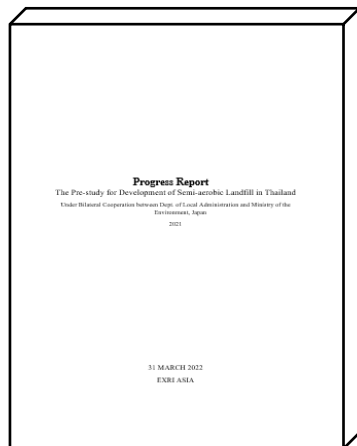 Progress Report
The Pre-study for Development of Semi-aerobic Landfill in Thailand
Under Bilateral Cooperation between Dept. of Local Administration and Ministry of the
Environment, Japan
2021
31 MARCH 2022
EXRI ASIA